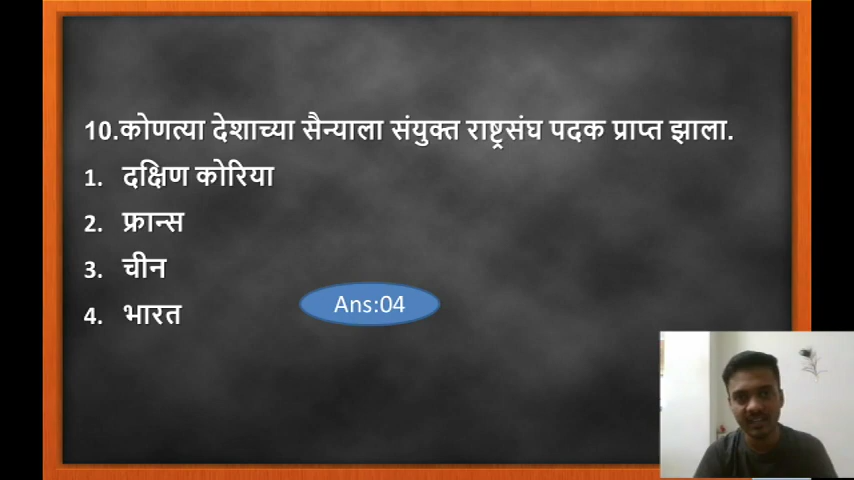 10.कोणत्या देशाच्या सैन्याला संयुक्त राष्ट्रसंघ पदक प्राप्त झाला.
1. दक्षिण कोरिया
2. फ्रान्स
3. चीन
4. भारत
Ans:04